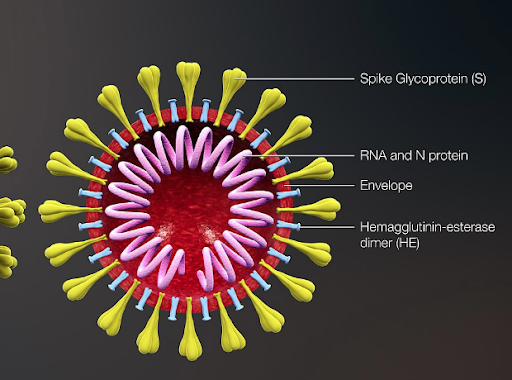 Spike Glycoprotein (S)
RNA and N protein
Envelope
Hemagglutinin-esterase
dimer (HE)